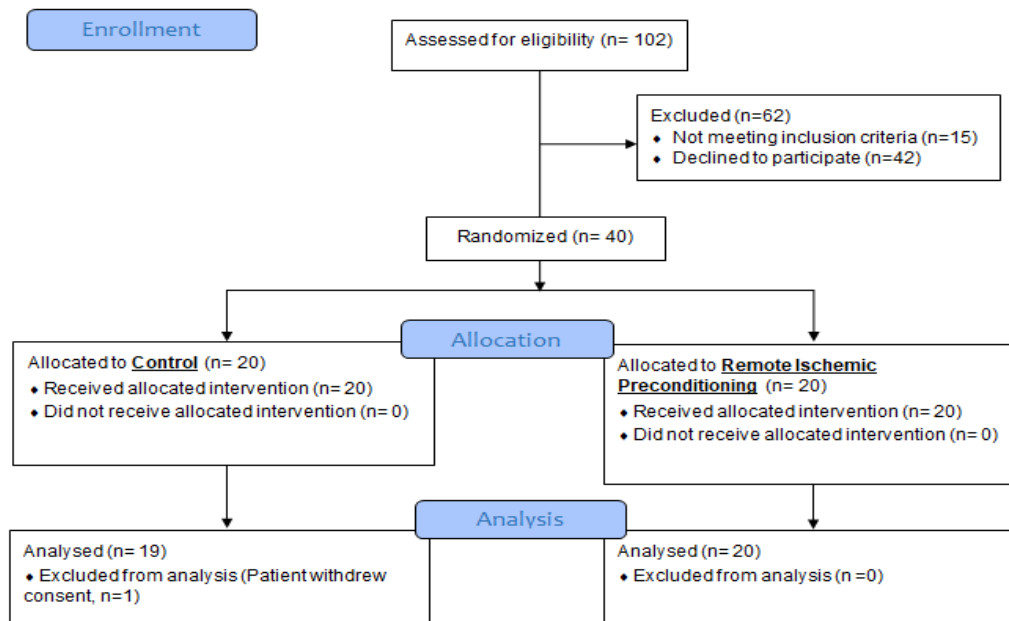 Enrollment
Assessed for eligibility (n= 102)
Excluded (n=62)
⬥ Not meeting inclusion criteria (n=15)
⬥ Declined to participate (n=42)
Randomized (n= 40)
Allocation
Allocated to Control (n= 20)
⬥ Received allocated intervention (n= 20)
⬥ Did not receive allocated intervention (n= 0)
Allocated to Remote Ischemic
Preconditioning (n= 20)
⬥ Received allocated intervention (n= 20)
⬥ Did not receive allocated intervention (n= 0)
Analysis
Analysed (n= 19)
⬥ Excluded from analysis (Patient withdrew
consent, n=1)
Analysed (n= 20)
⬥ Excluded from analysis (n =0)